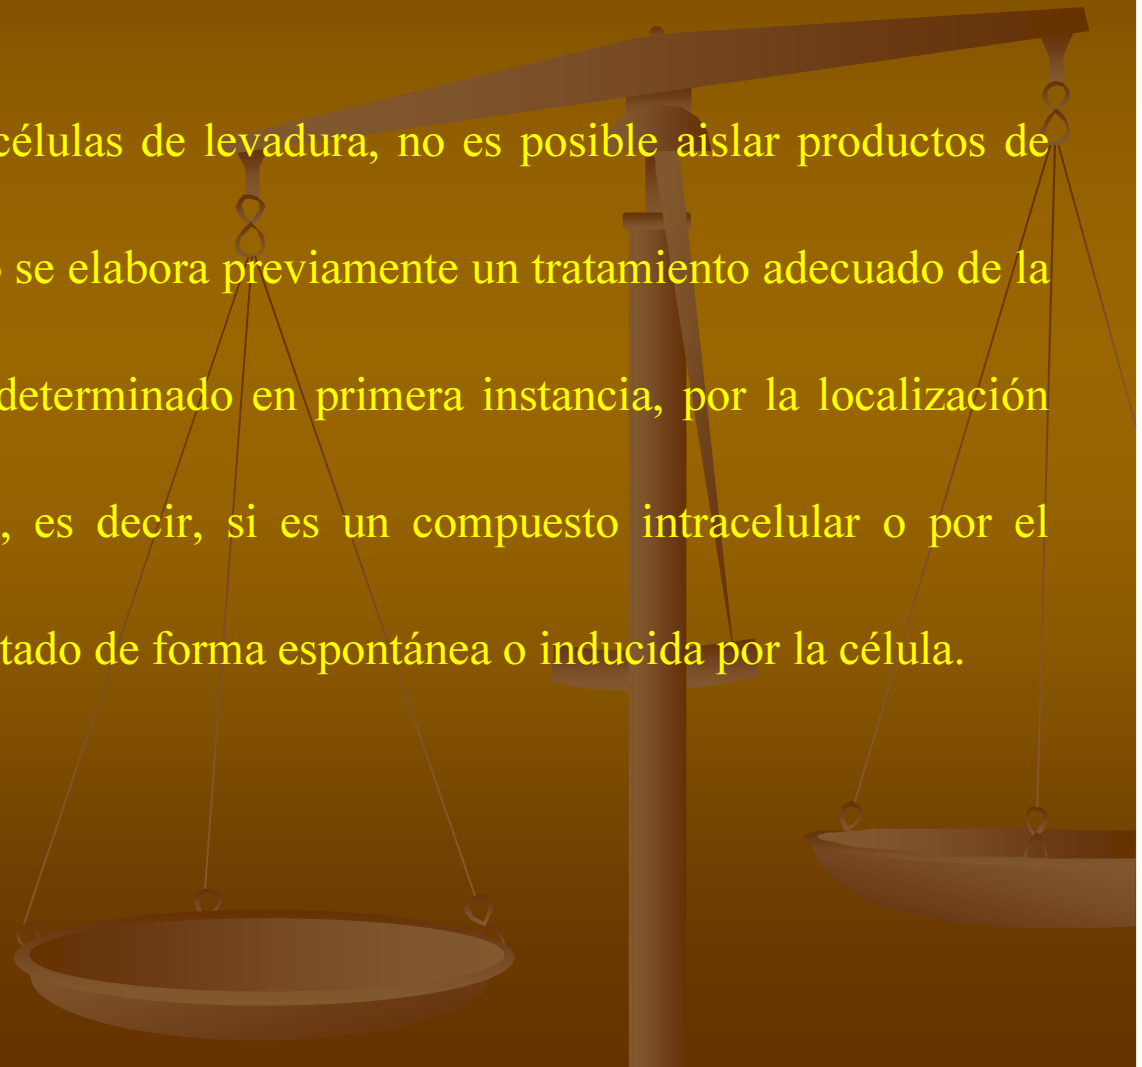 células de levadura, no es posible aislar productos de
se elabora previamente un tratamiento adecuado de la
determinado en primera instancia, por la localización
, es decir, si es un compuesto intracelular o por el
tado de forma espontánea o inducida por la célula.